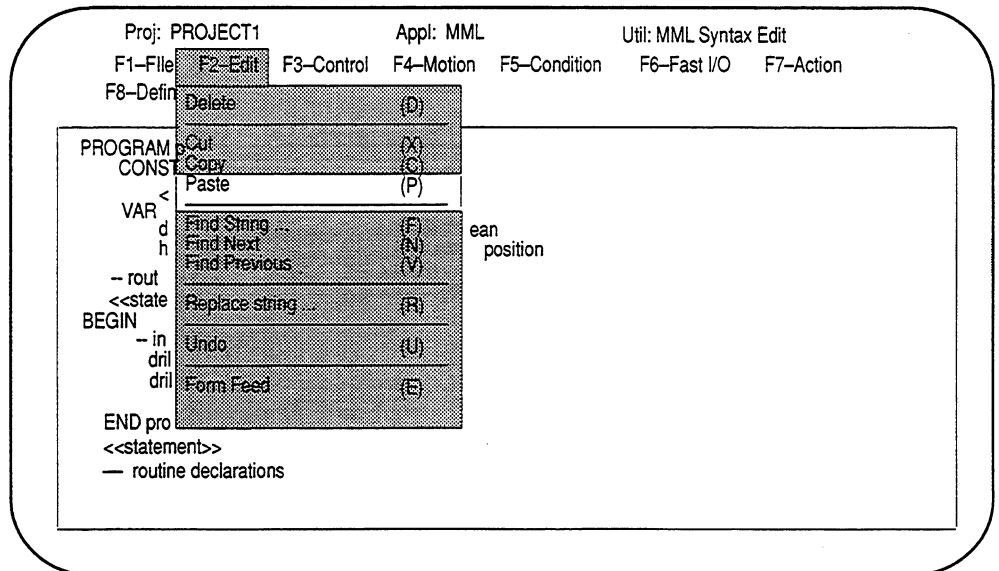 Proj: PROJECT1 Appl: MML Util: MML Syntax Edit
F1–File F2–Edit F3–Control F4–Motion F5–Condition F6–Fast I/O F7–Action
F8–Defin
Delete (D)
PROGRAM p Cut (X)
CONST Copy (C)
< Paste (P)
VAR
d Find String ... (F) ean
h Find Next (N) position
Find Previous (V)
-- rout
<<state Replace string ... (R)
BEGIN
-- in Undo (U)
dril
dril Form Feed (E)
END pro
<<statement>>
— routine declarations